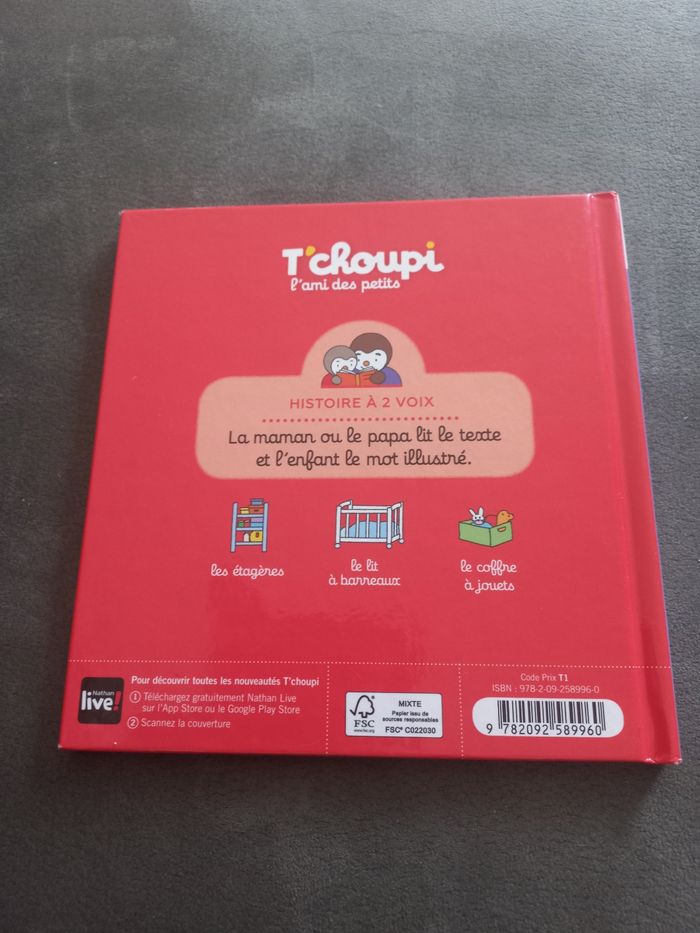 T'choupi
l'ami des petits
HISTOIRE À 2 VOIX
La maman ou le papa lit le texte
et l'enfant le mot illustré.
les étagères
le lit
à barreaux
le coffre
à jouets
Nathan
live!
Pour découvrir toutes les nouveautés T'choupi
1 Téléchargez gratuitement Nathan Live
sur l'App Store ou le Google Play Store
2 Scannez la couverture
FSC
www.fsc.org
MIXTE
Papier issu de
sources responsables
FSC® C022030
Code Prix T1
ISBN : 978-2-09-258996-0
9 782092 589960